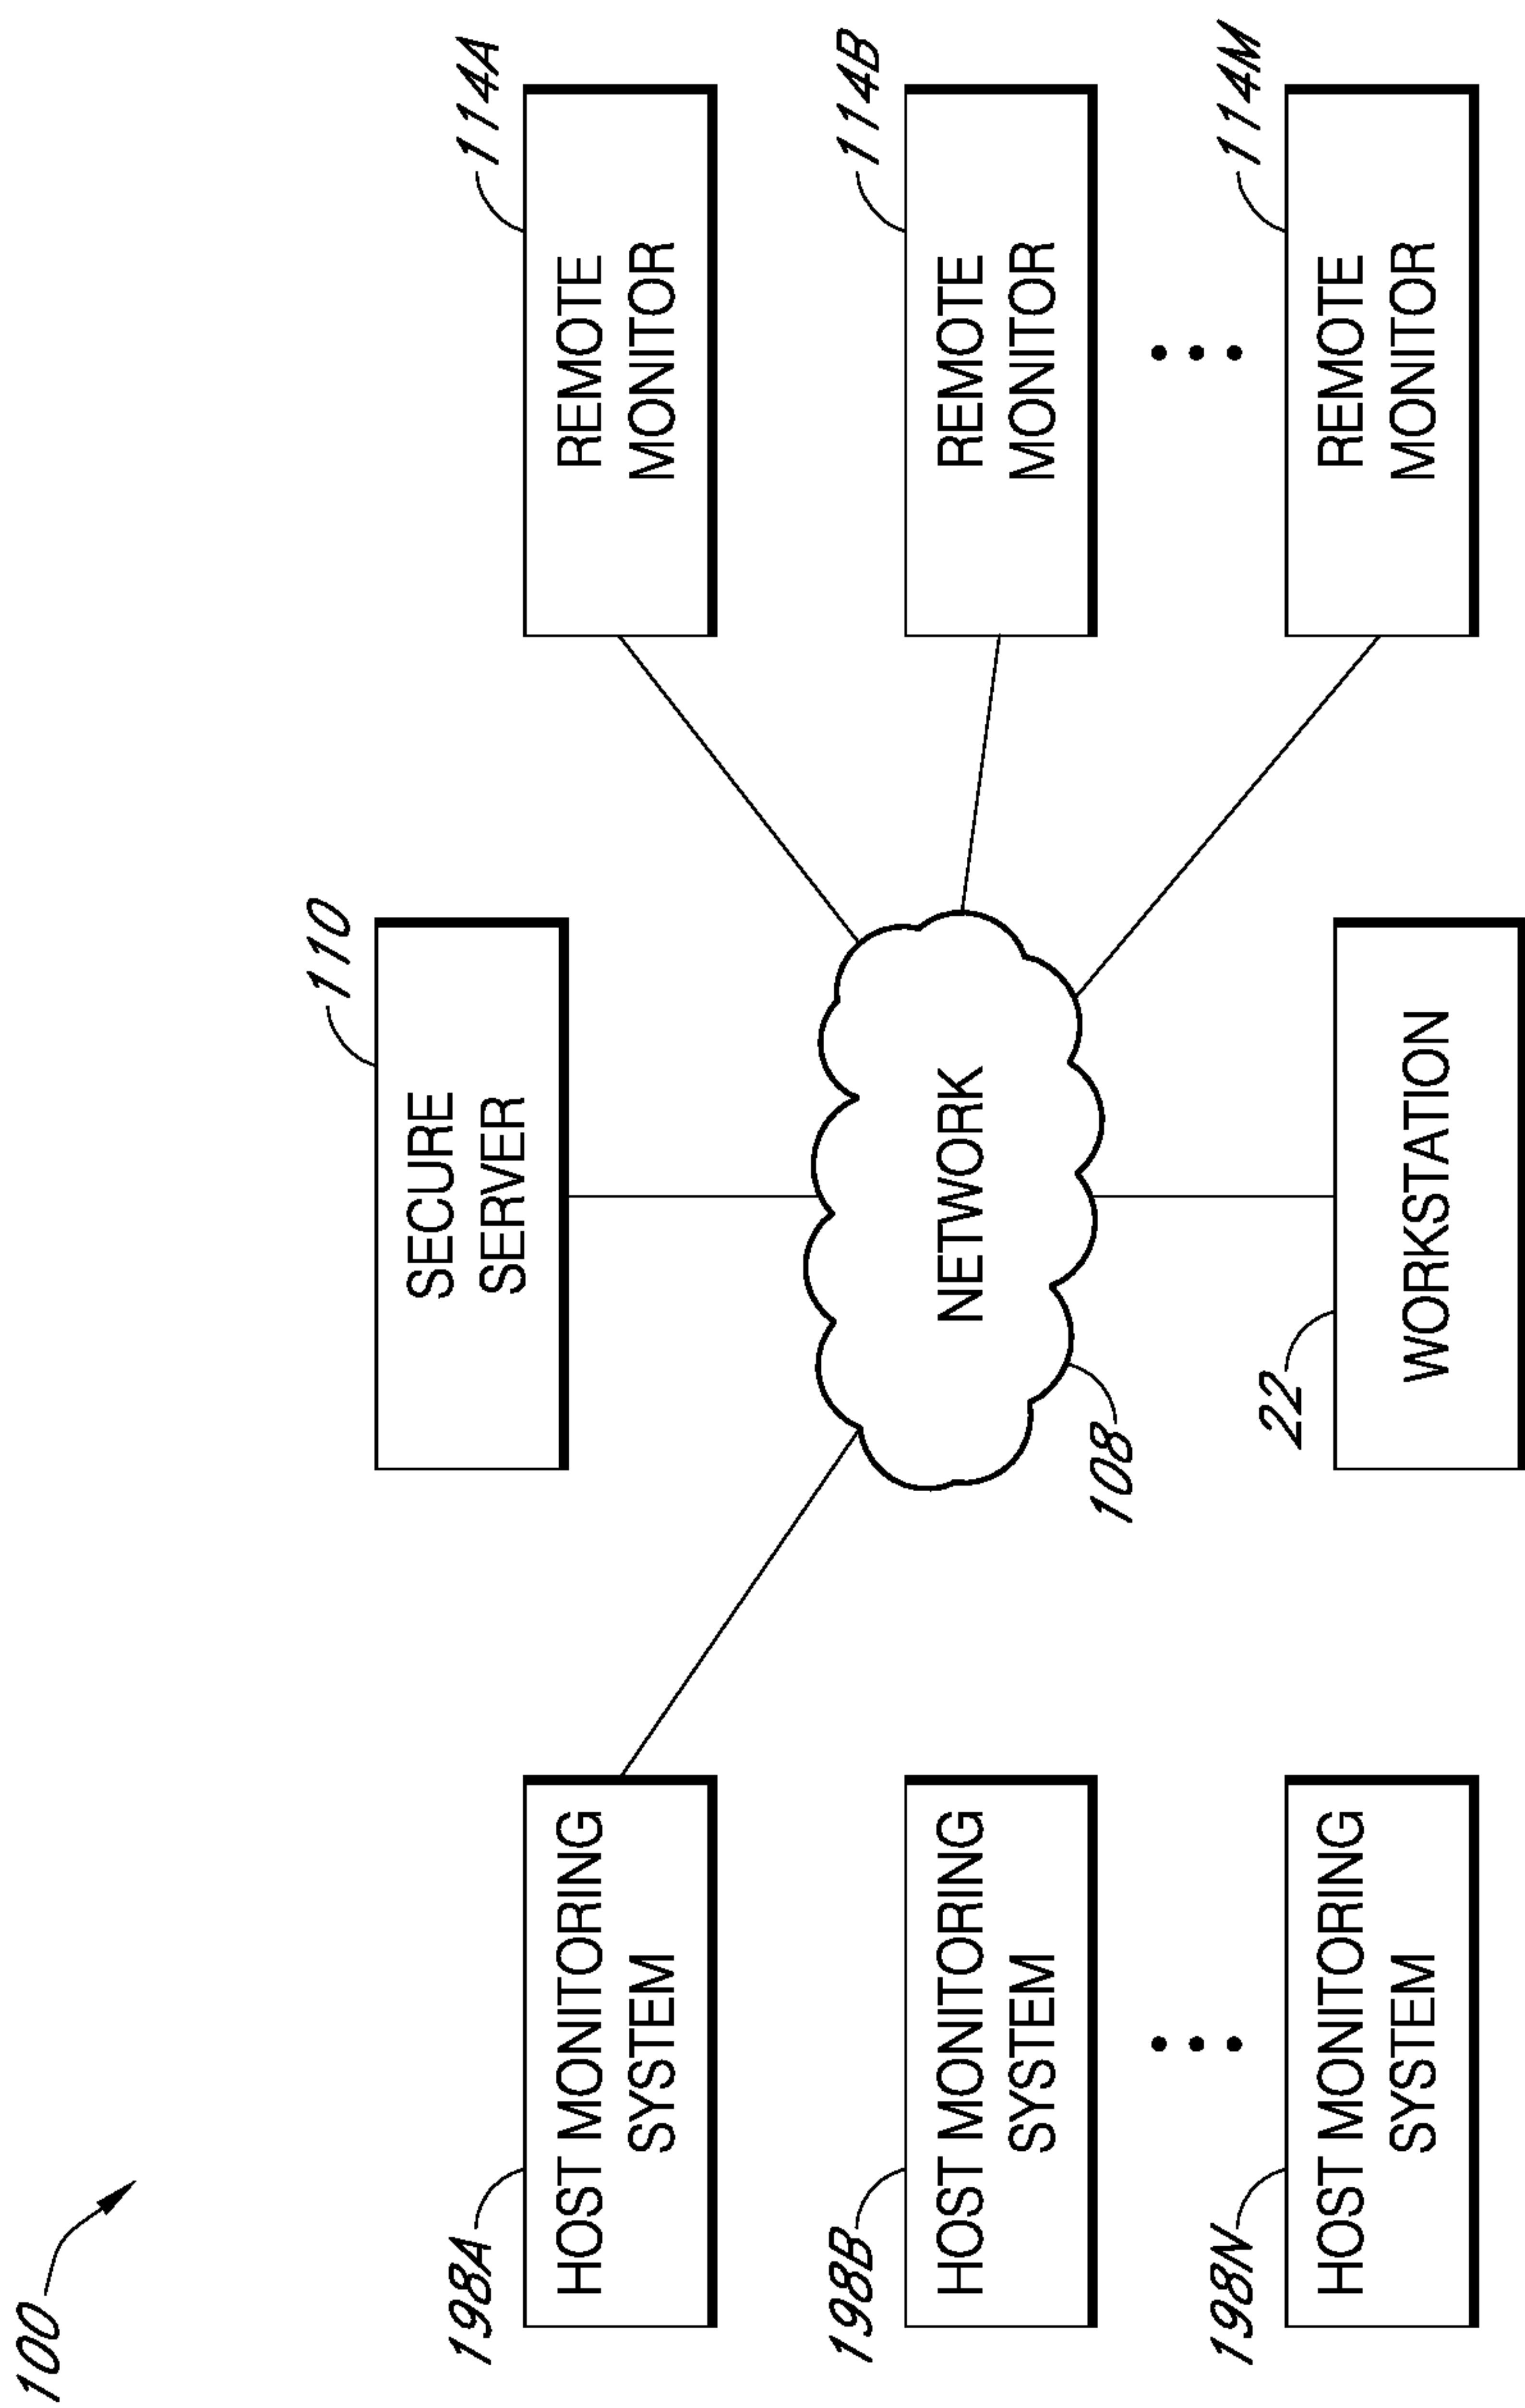 100
110
SECURE
SERVER
198A
HOST MONITORING
SYSTEM
114A
REMOTE
MONITOR
198B
HOST MONITORING
SYSTEM
NETWORK
108
114B
REMOTE
MONITOR
198N
HOST MONITORING
SYSTEM
22
WORKSTATION
114M
REMOTE
MONITOR